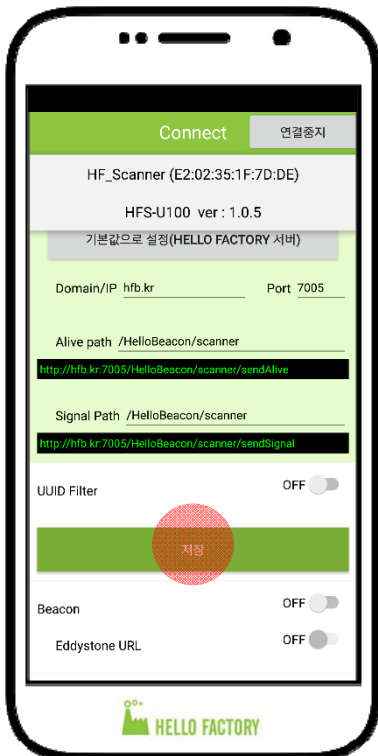 Connect 연결중지
HF_Scanner (E2:02:35:1F:7D:DE)
HFS-U100 ver : 1.0.5
기본값으로 설정(HELLO FACTORY 서버)
Domain/IP hfb.kr Port 7005
Alive path /HelloBeacon/scanner
http://hfb.kr:7005/HelloBeacon/scanner/sendAlive
Signal Path /HelloBeacon/scanner
http://hfb.kr:7005/HelloBeacon/scanner/sendSignal
UUID Filter OFF
저장
Beacon OFF
Eddystone URL OFF
HELLO FACTORY